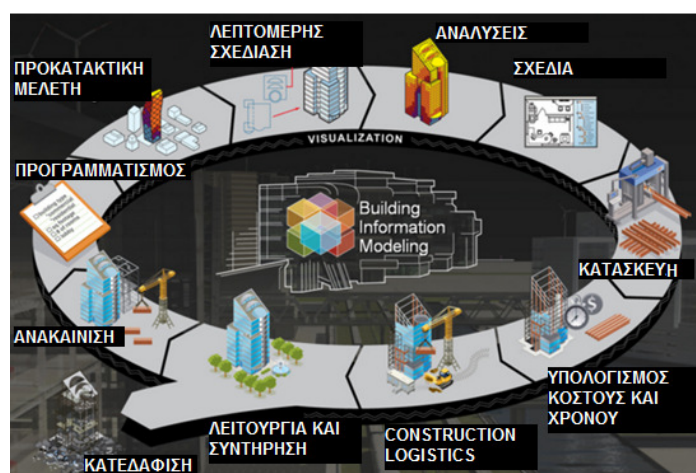 ΛΕΠΤΟΜΕΡΗΣ
ΣΧΕΔΙΑΣΗ
ΑΝΑΛΥΣΕΙΣ
ΣΧΕΔΙΑ
ΠΡΟΚΑΤΑΚΤΙΚΗ
ΜΕΛΕΤΗ
VISUALIZATION
ΠΡΟΓΡΑΜΜΑΤΙΣΜΟΣ
Building
Information
Modeling
ΚΑΤΑΣΚΕΥΗ
ΑΝΑΚΑΙΝΙΣΗ
ΥΠΟΛΟΓΙΣΜΟΣ
ΚΟΣΤΟΥΣ ΚΑΙ
ΧΡΟΝΟΥ
ΛΕΙΤΟΥΡΓΙΑ ΚΑΙ
ΣΥΝΤΗΡΗΣΗ
CONSTRUCTION
LOGISTICS
ΚΑΤΕΔΑΦΙΣΗ